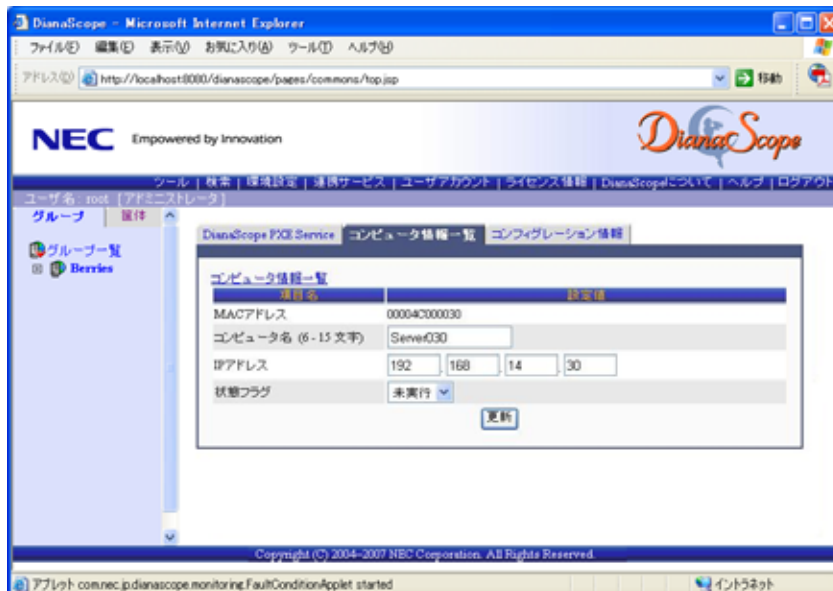 DianaScope - Microsoft Internet Explorer
ファイル(F) 編集(E) 表示(V) お気に入り(A) ツール(T) ヘルプ(H)
アドレス(D) http://localhost:8080/dianascope/pages/commons/top.jsp 移動
NEC Empowered by Innovation DianaScope
ツール | 検索 | 環境設定 | 連携サービス | ユーザアカウント | ライセンス情報 | DianaScopeについて | ヘルプ | ログアウト
ユーザ名 : root [アドミニストレータ]
グループ 筐体
DianaScope PXE Service コンピュータ情報一覧 コンフィグレーション情報
グループ一覧
Berries
コンピュータ情報一覧
項目名 設定値
MACアドレス 00004C000030
コンピュータ名 (6 - 15 文字) Server030
IPアドレス 192 . 168 . 14 . 30
状態フラグ 未実行
更新
Copyright (C) 2004-2007 NEC Corporation. All Rights Reserved.
アプレット com.nec.jp.dianascope.monitoring.FaultConditionApplet started イントラネット